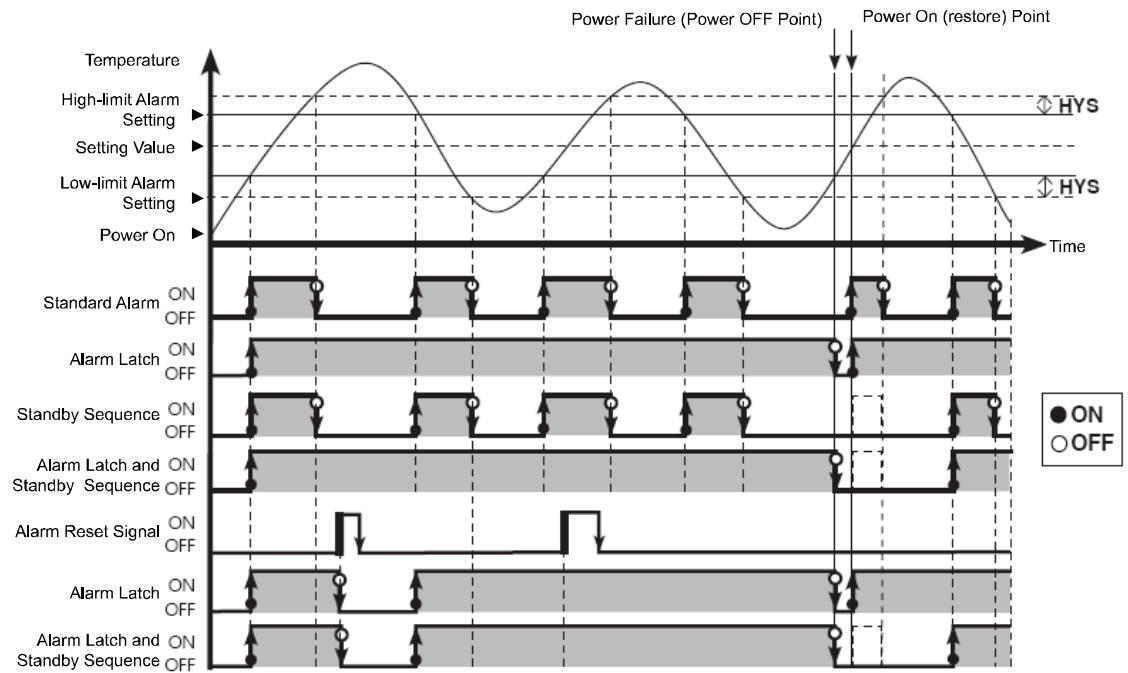 Power Failure (Power OFF Point)
Power On (restore) Point
Temperature
High-limit Alarm
Setting
HYS
Setting Value
Low-limit Alarm
Setting
HYS
Power On
Time
Standard Alarm
ON
OFF
Alarm Latch
ON
OFF
Standby Sequence
ON
OFF
Alarm Latch and
Standby Sequence
ON
OFF
ON
OFF
Alarm Reset Signal
ON
OFF
Alarm Latch
ON
OFF
Alarm Latch and
Standby Sequence
ON
OFF